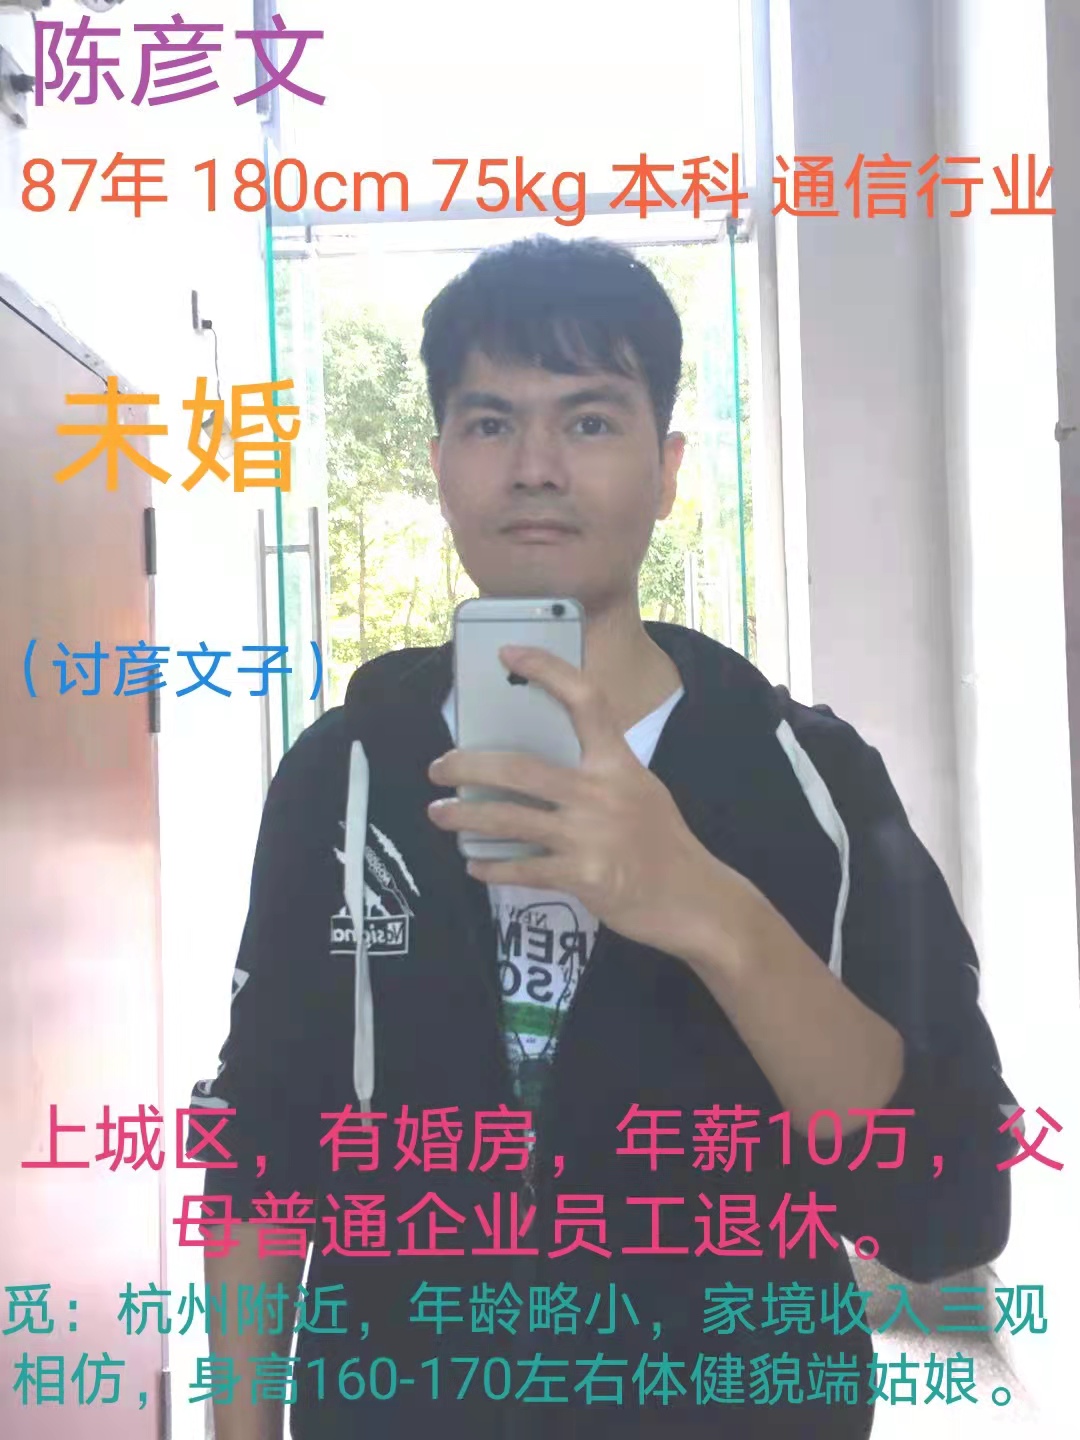 陈彦文
87年 180cm 75kg 本科 通信行业
未婚
（讨彦文子）
NEW
REM
SO
上城区，有婚房，年薪10万，父
母普通企业员工退休。
觅：杭州附近，年龄略小，家境收入三观
相仿，身高160-170左右体健貌端姑娘。